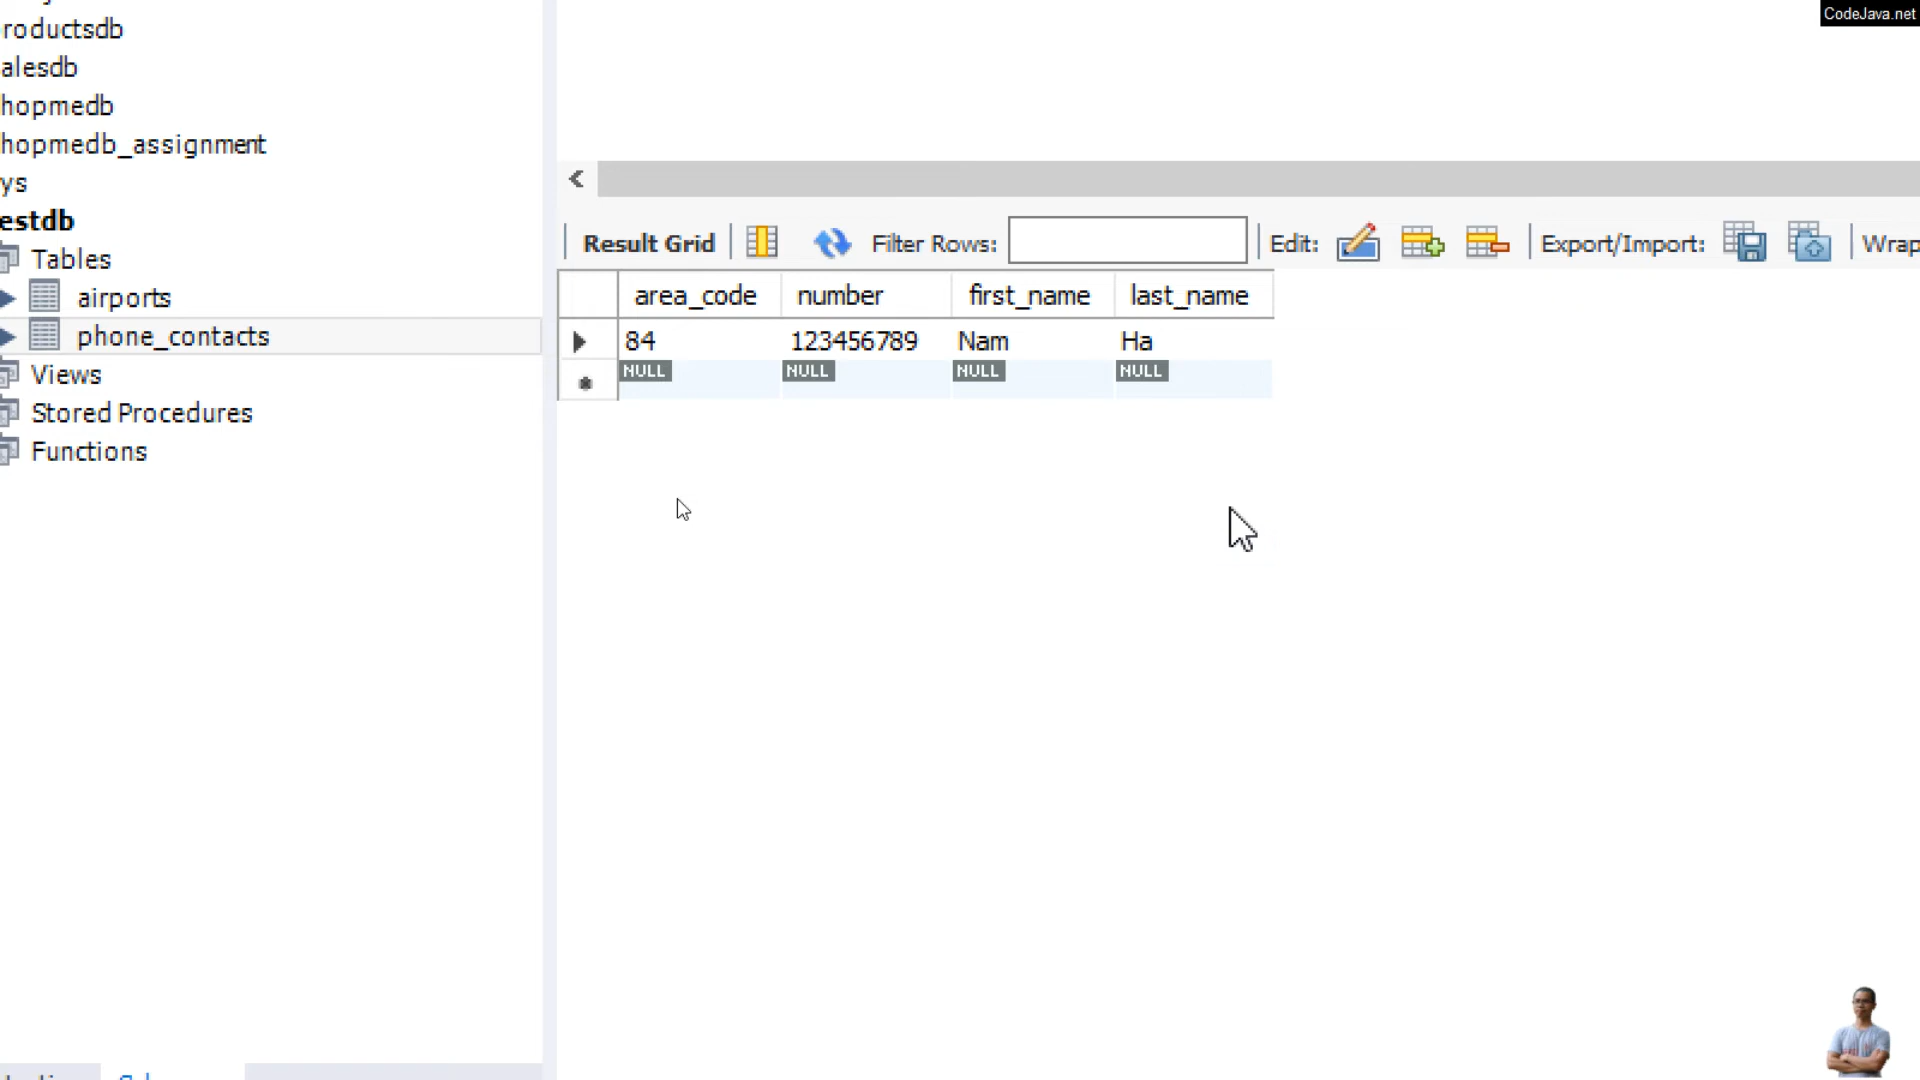 CodeJava.net
roductsdb
alesdb
hopmedb
hopmedb_assignment
ys
estdb
Tables
airports
phone_contacts
Views
Stored Procedures
Functions
Result Grid Filter Rows: Edit: Export/Import: Wrap
area_code number first_name last_name
84 123456789 Nam Ha
NULL NULL NULL NULL